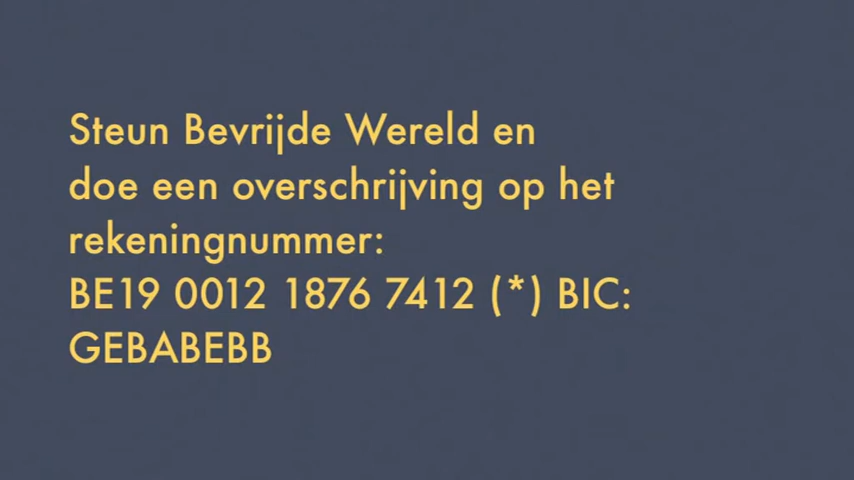 Steun Bevrijde Wereld en
doe een overschrijving op het
rekeningnummer:
BE19 0012 1876 7412 (*) BIC:
GEBABEBB